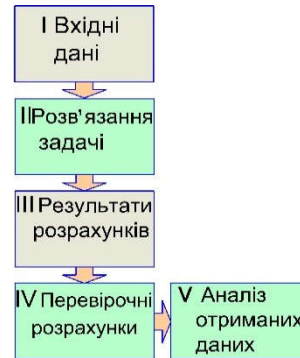 I Вхідні
дані
IIРозв'язання
задачі
III Результати
розрахунків
IV Перевірочні
розрахунки
V Аналіз
отриманих
даних